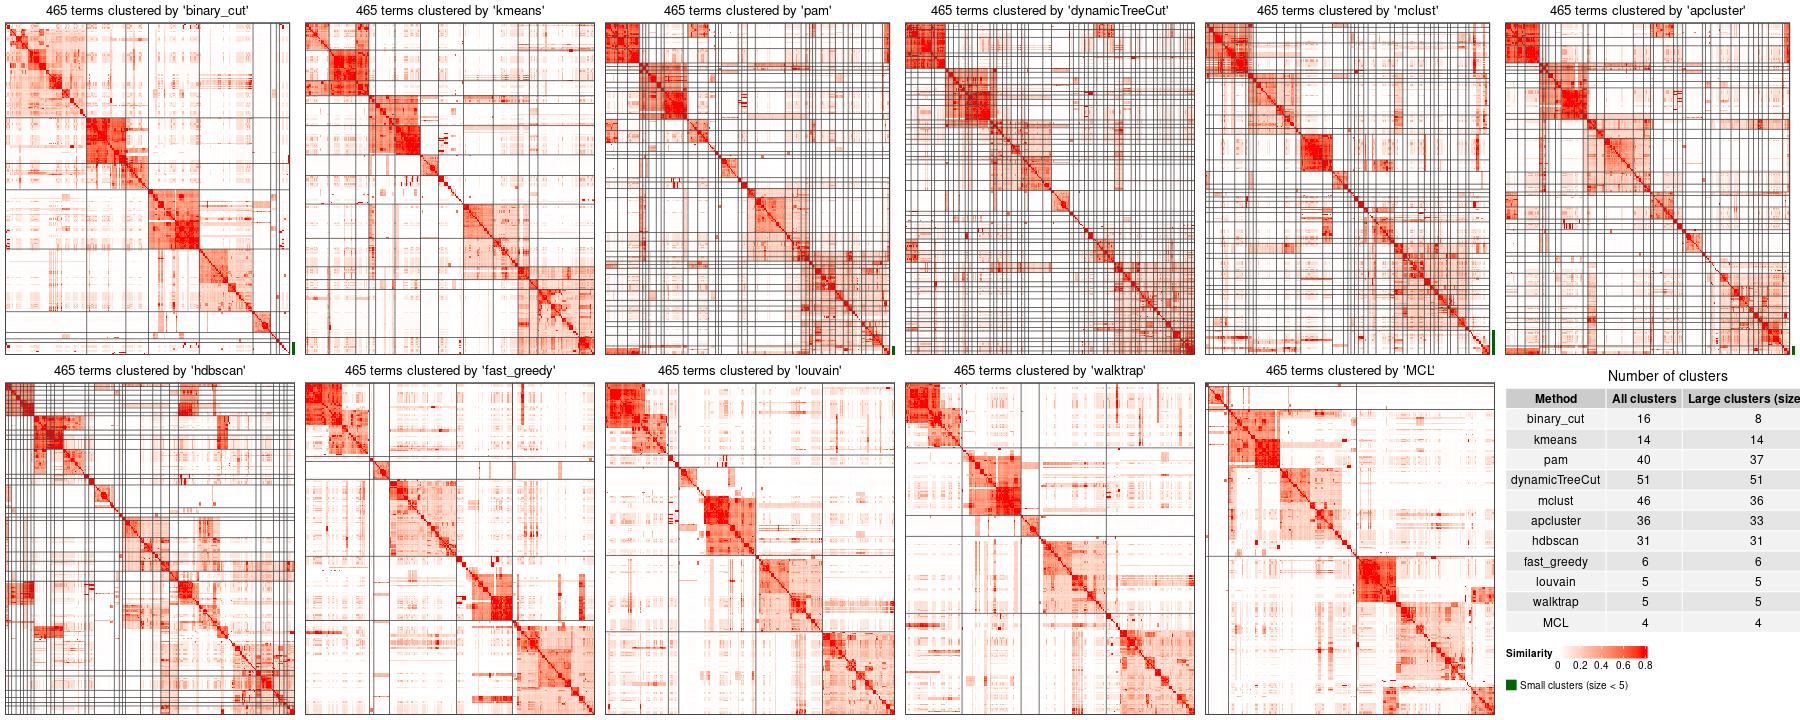 465 terms clustered by 'binary_cut'
465 terms clustered by 'kmeans'
465 terms clustered by 'pam'
465 terms clustered by 'dynamicTreeCut'
465 terms clustered by 'mclust'
465 terms clustered by 'apcluster'
465 terms clustered by 'hdbscan'
465 terms clustered by 'fast_greedy'
465 terms clustered by 'louvain'
465 terms clustered by 'walktrap'
465 terms clustered by 'MCL'
Number of clusters
Method All clusters Large clusters (size
binary_cut 16 8
kmeans 14 14
pam 40 37
dynamicTreeCut 51 51
mclust 46 36
apcluster 36 33
hdbscan 31 31
fast_greedy 6 6
louvain 5 5
walktrap 5 5
MCL 4 4
Similarity
0 0.2 0.4 0.6 0.8
Small clusters (size < 5)